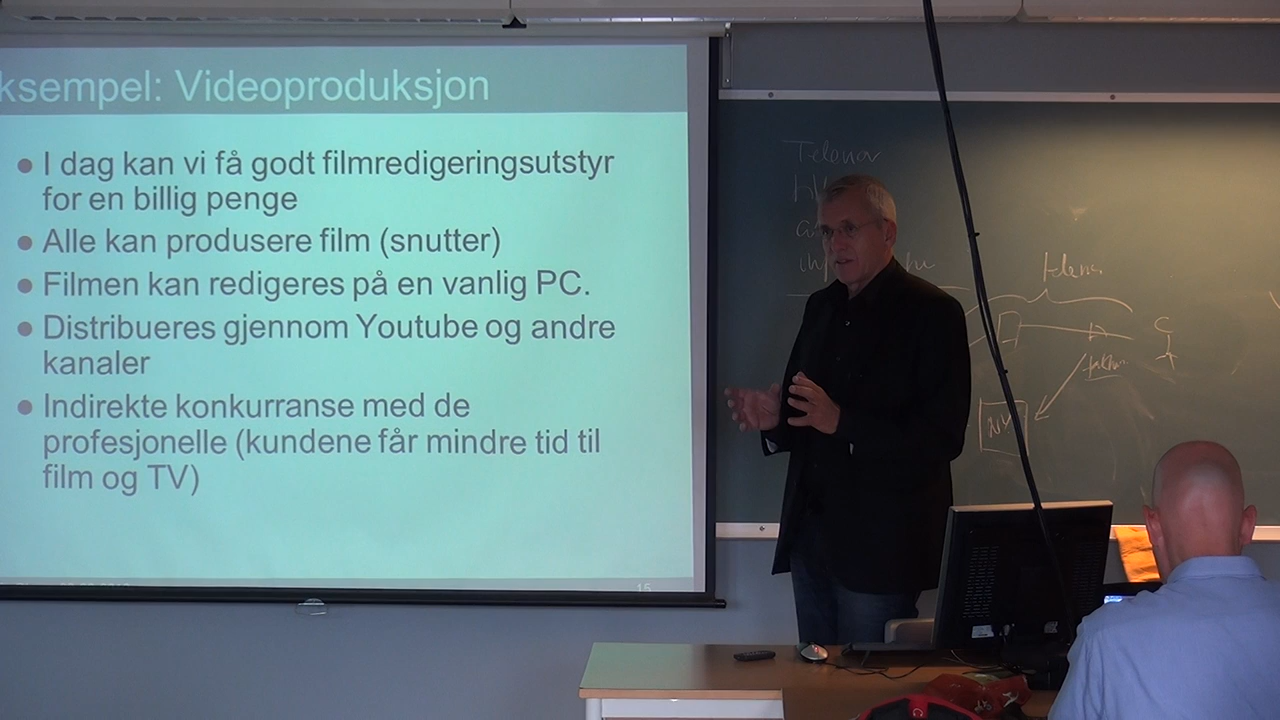 ksempel: Videoproduksjon
● I dag kan vi få godt filmredigeringsutstyr
for en billig penge
● Alle kan produsere film (snutter)
● Filmen kan redigeres på en vanlig PC.
● Distribueres gjennom Youtube og andre
kanaler
● Indirekte konkurranse med de
profesjonelle (kundene får mindre tid til
film og TV)
15
Telenor
telenor
C